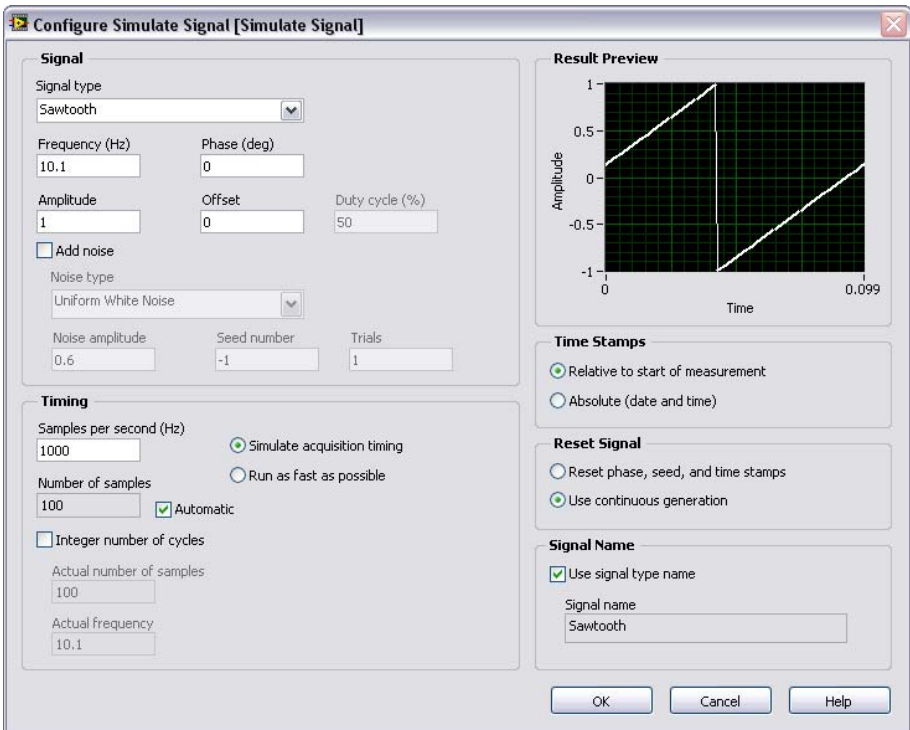 Configure Simulate Signal [Simulate Signal]
Signal
Signal type
Sawtooth
Frequency (Hz) Phase (deg)
10.1 0
Amplitude Offset Duty cycle (%)
1 0 50
Add noise
Noise type
Uniform White Noise
Noise amplitude Seed number Trials
0.6 -1 1
Timing
Samples per second (Hz)
1000
Simulate acquisition timing
Run as fast as possible
Number of samples
100 Automatic
Integer number of cycles
Actual number of samples
100
Actual frequency
10.1
Result Preview
1
0.5
0
-0.5
-1
Amplitude
0 0.099
Time
Time Stamps
Relative to start of measurement
Absolute (date and time)
Reset Signal
Reset phase, seed, and time stamps
Use continuous generation
Signal Name
Use signal type name
Signal name
Sawtooth
OK Cancel Help